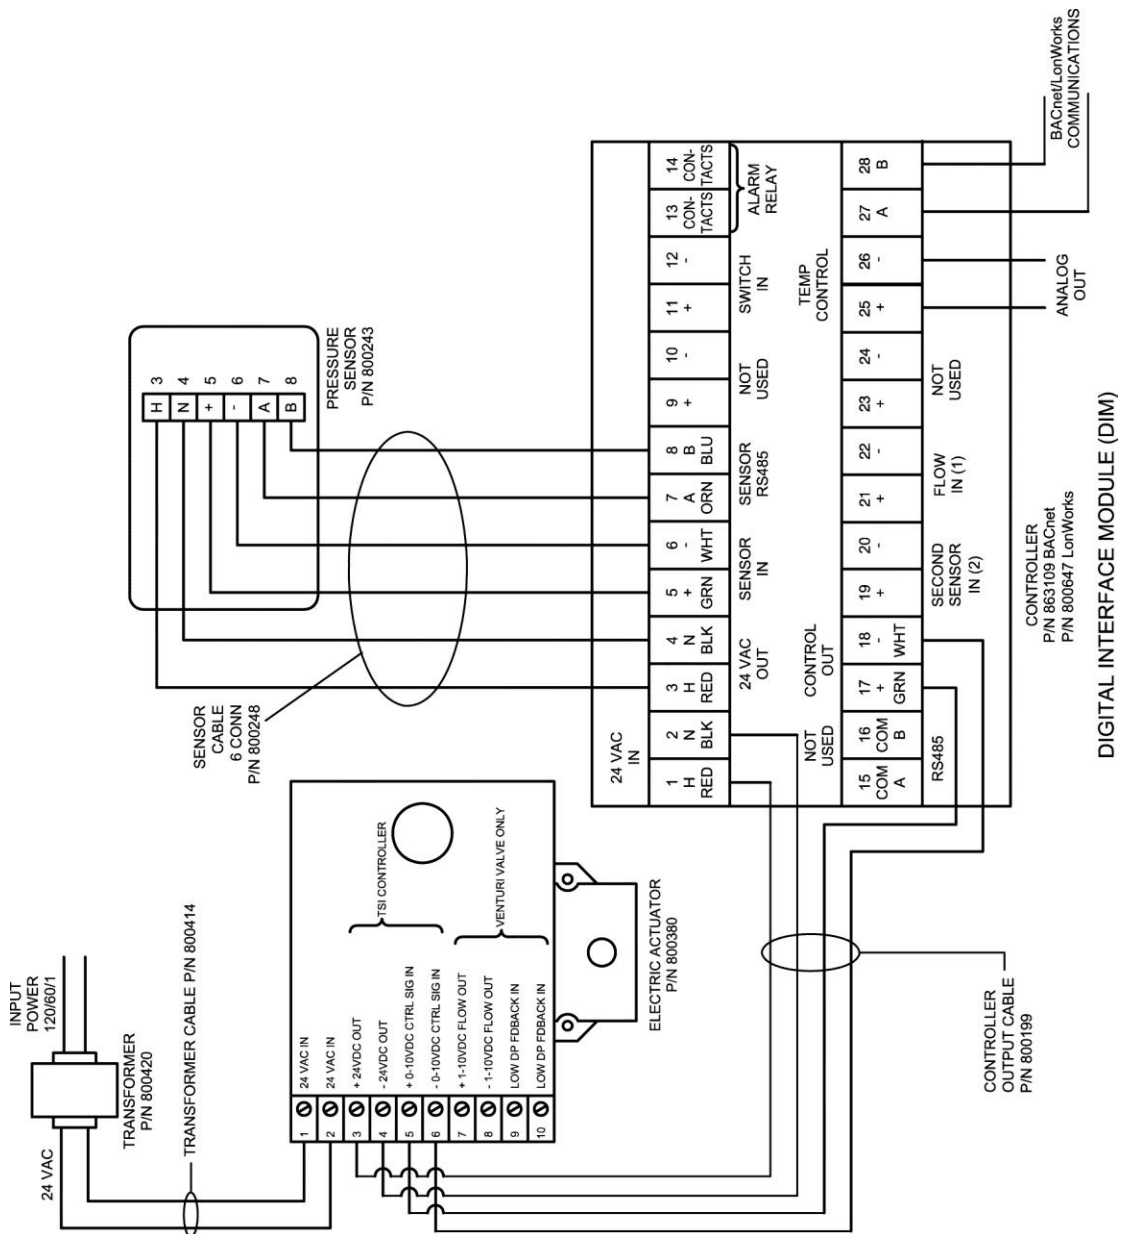 INPUT
POWER
120/60/1
TRANSFORMER
P/N 800420
24 VAC
TRANSFORMER CABLE P/N 800414
1
24 VAC IN
2
24 VAC IN
3
+ 24VDC OUT
4
- 24VDC OUT
5
+ 0-10VDC CTRL SIG IN
6
- 0-10VDC CTRL SIG IN
7
+ 1-10VDC FLOW OUT
8
- 1-10VDC FLOW OUT
9
LOW DP FDBACK IN
10
LOW DP FDBACK IN
TSI CONTROLLER
VENTURI VALVE ONLY
ELECTRIC ACTUATOR
P/N 800380
SENSOR
CABLE
6 CONN
P/N 800248
H 3
N 4
+ 5
- 6
A 7
B 8
PRESSURE
SENSOR
P/N 800243
24 VAC
IN
1
H
RED
2
N
BLK
3
H
RED
4
N
BLK
5
+
GRN
6
-
WHT
7
A
ORN
8
B
BLU
9
+
10
-
11
+
12
-
13
CON-
TACTS
14
CON-
TACTS
24 VAC
OUT
SENSOR
IN
SENSOR
RS485
NOT
USED
SWITCH
IN
ALARM
RELAY
NOT
USED
CONTROL
OUT
TEMP
CONTROL
15
COM
A
16
COM
B
17
+
GRN
18
-
WHT
19
+
20
-
21
+
22
-
23
+
24
-
25
+
26
-
27
A
28
B
RS485
SECOND
SENSOR
IN (2)
FLOW
IN (1)
NOT
USED
ANALOG
OUT
BACnet/LonWorks
COMMUNICATIONS
CONTROLLER
P/N 863109 BACnet
P/N 800647 LonWorks
CONTROLLER
OUTPUT CABLE
P/N 800199
DIGITAL INTERFACE MODULE (DIM)